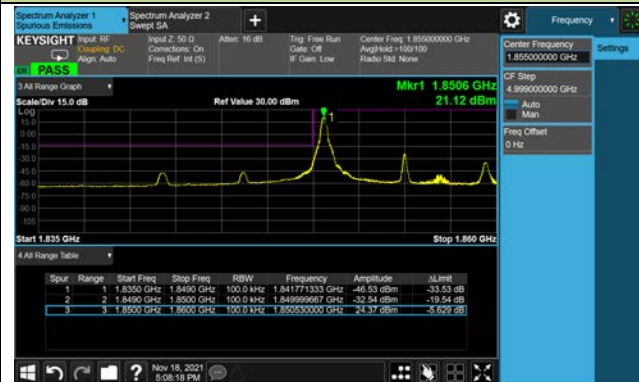 Spectrum Analyzer 1
Spurious Emissions
Spectrum Analyzer 2
Swept SA
+
Frequency
KEYSIGHT
Input: RF
Coupling: DC
Align: Auto
Input Z: 50 Ω
Corrections: On
Freq Ref: Int (S)
Atten: 16 dB
Trig: Free Run
Gate: Off
IF Gain: Low
Center Freq: 1.855000000 GHz
Avg|Hold:>100/100
Radio Std: None
PASS
Center Frequency
1.855000000 GHz
Settings
CF Step
4.999000000 MHz
Auto
Man
Freq Offset
0 Hz
3 All Range Graph
Mkr1 1.8506 GHz
21.12 dBm
Scale/Div 15.0 dB
Ref Value 30.00 dBm
Log
15.0
0.00
-15.0
-30.0
-45.0
-60.0
-75.0
-90.0
-105
1
Start 1.835 GHz
Stop 1.860 GHz
4 All Range Table
Spur Range Start Freq Stop Freq RBW Frequency Amplitude ΔLimit
1 1 1.8350 GHz 1.8490 GHz 100.0 kHz 1.841771333 GHz -46.53 dBm -33.53 dB
2 2 1.8490 GHz 1.8500 GHz 100.0 kHz 1.849999667 GHz -32.54 dBm -19.54 dB
3 3 1.8500 GHz 1.8600 GHz 100.0 kHz 1.850530000 GHz 24.37 dBm -5.629 dB
?
Nov 18, 2021
5:08:18 PM